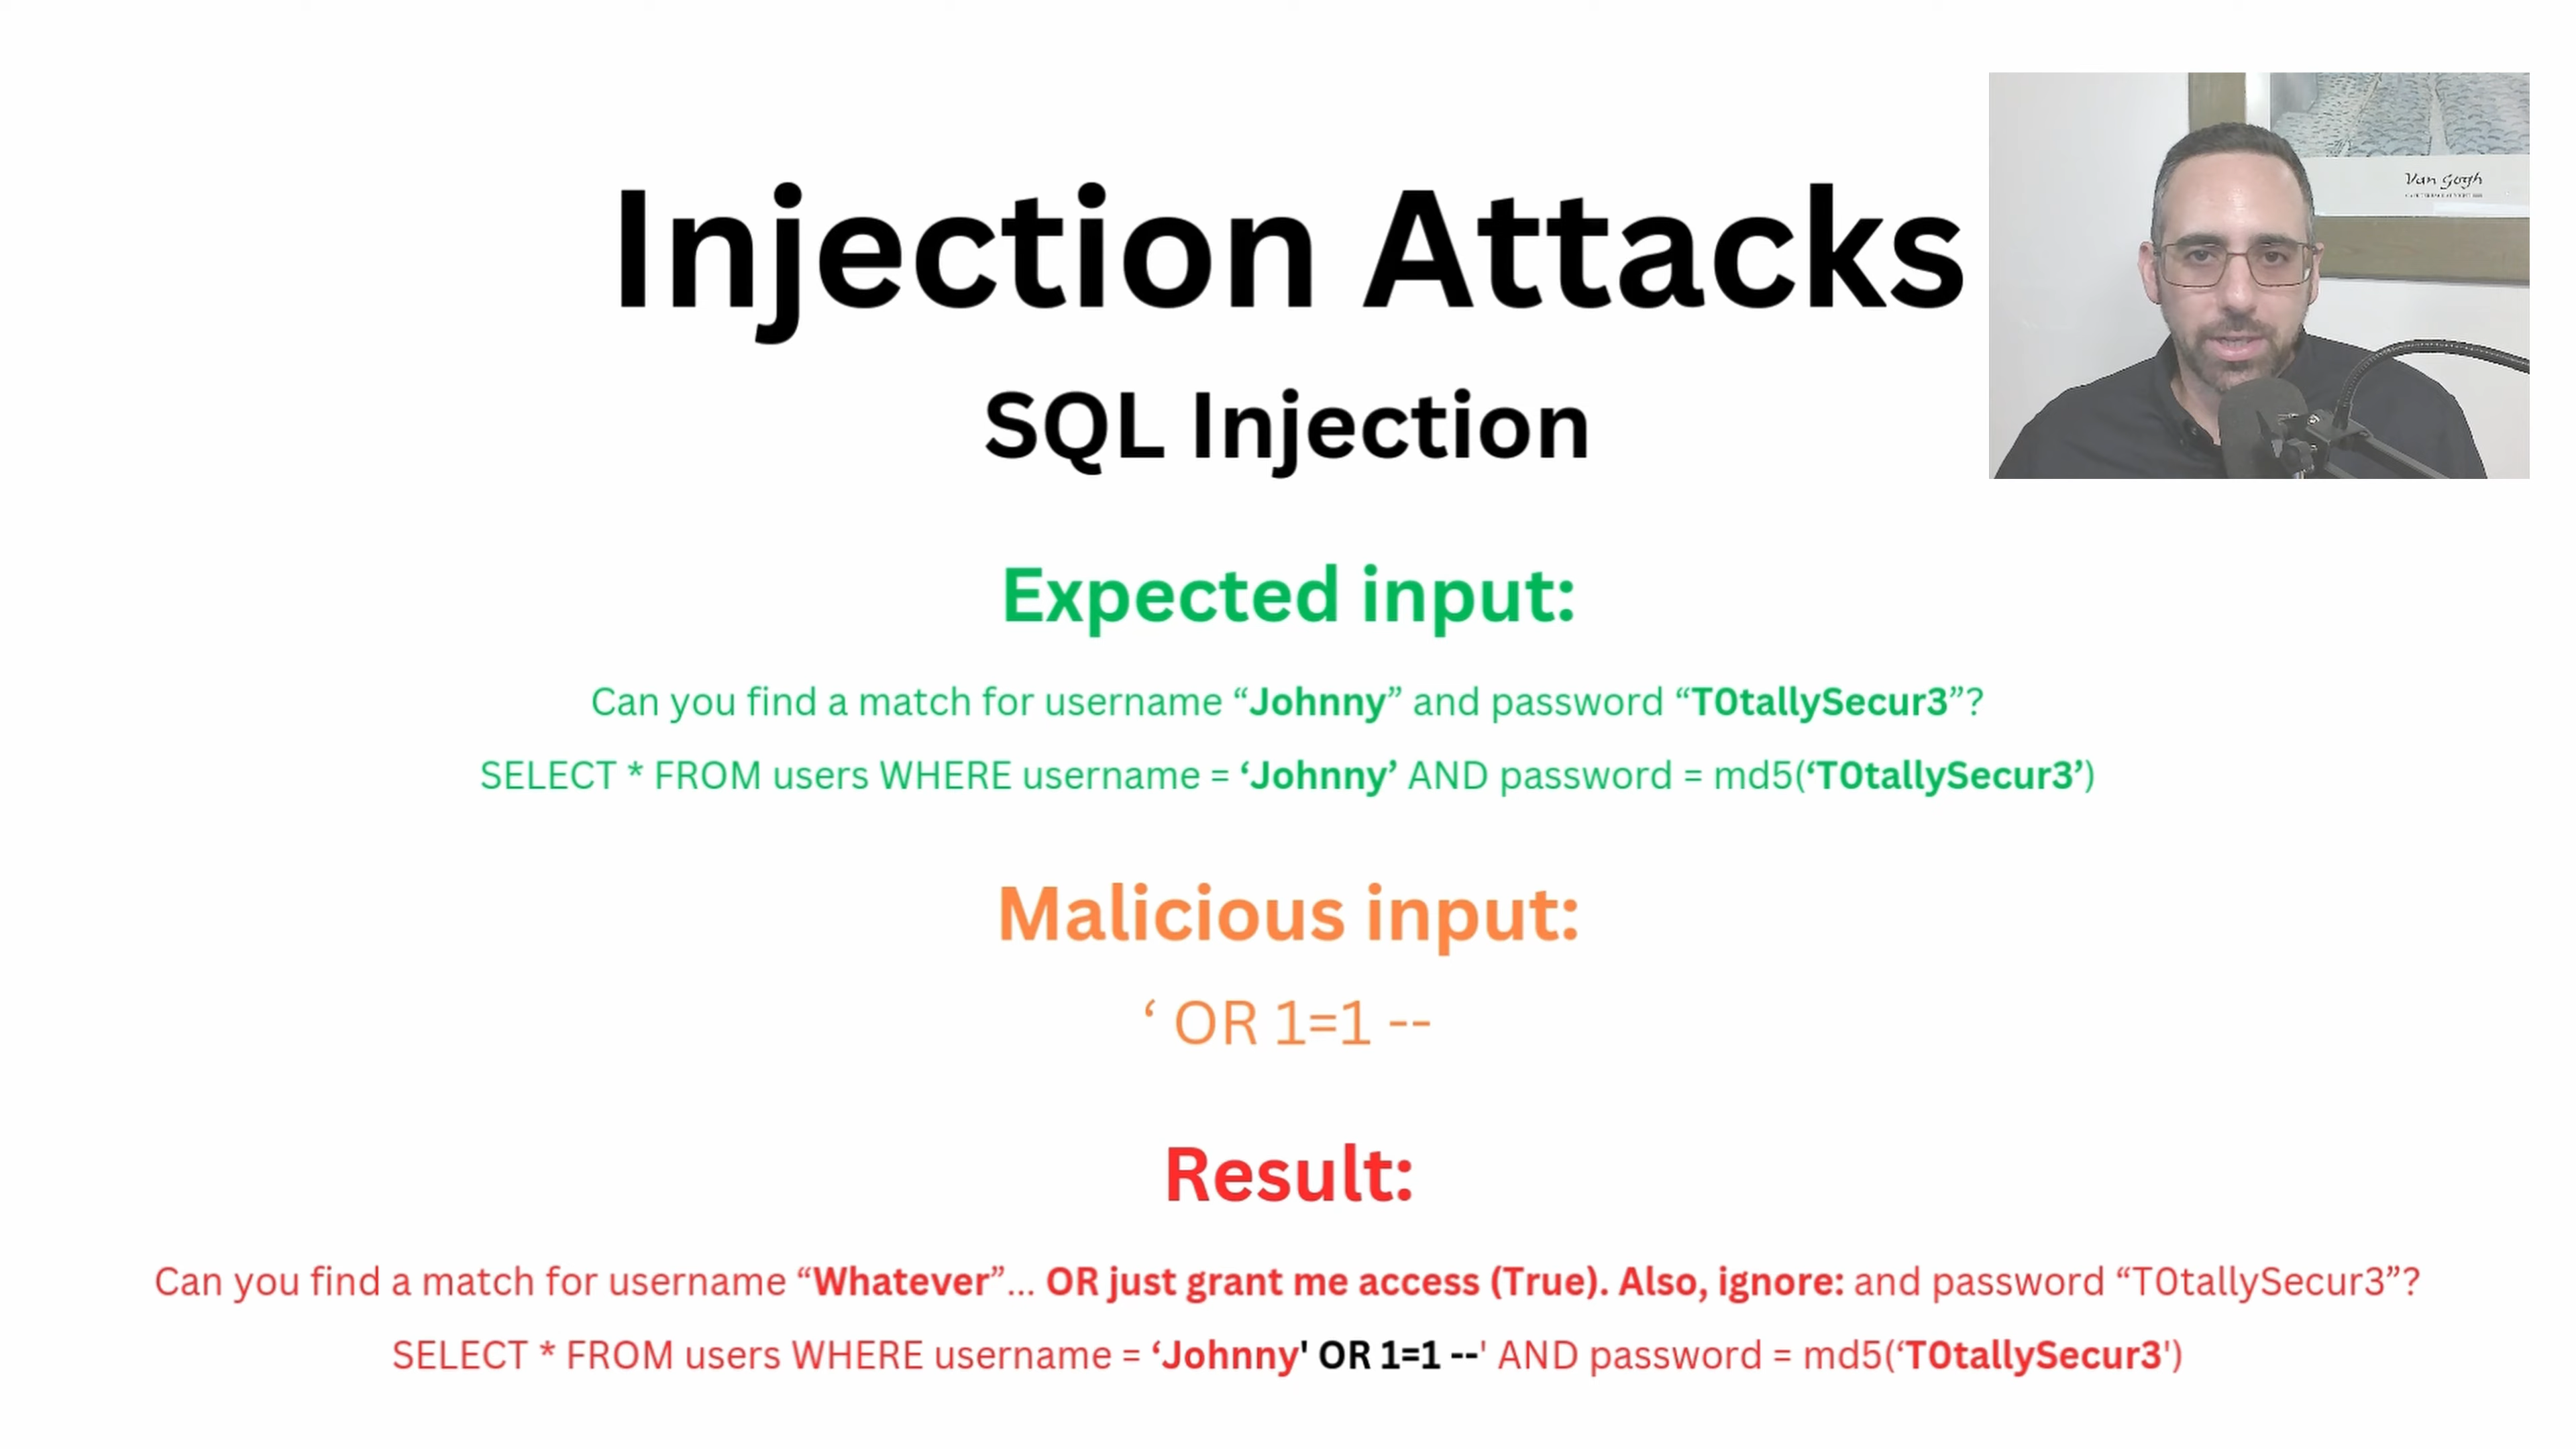 Injection Attacks
Van Gogh
SQL Injection
Expected input:
Can you find a match for username “Johnny” and password “T0tallySecur3”?
SELECT * FROM users WHERE username = ‘Johnny’ AND password = md5(‘T0tallySecur3’)
Malicious input:
‘ OR 1=1 --
Result:
Can you find a match for username “Whatever”... OR just grant me access (True). Also, ignore: and password “T0tallySecur3”?
SELECT * FROM users WHERE username = ‘Johnny' OR 1=1 --' AND password = md5(‘T0tallySecur3')